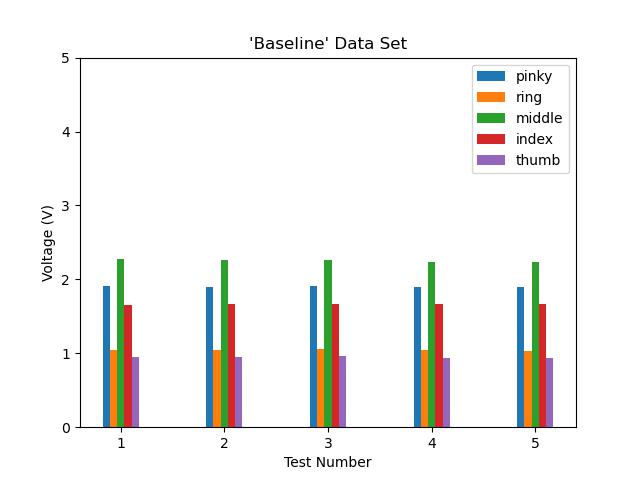 'Baseline' Data Set
5
4
3
2
1
0
Voltage (V)
pinky
ring
middle
index
thumb
1 2 3 4 5
Test Number